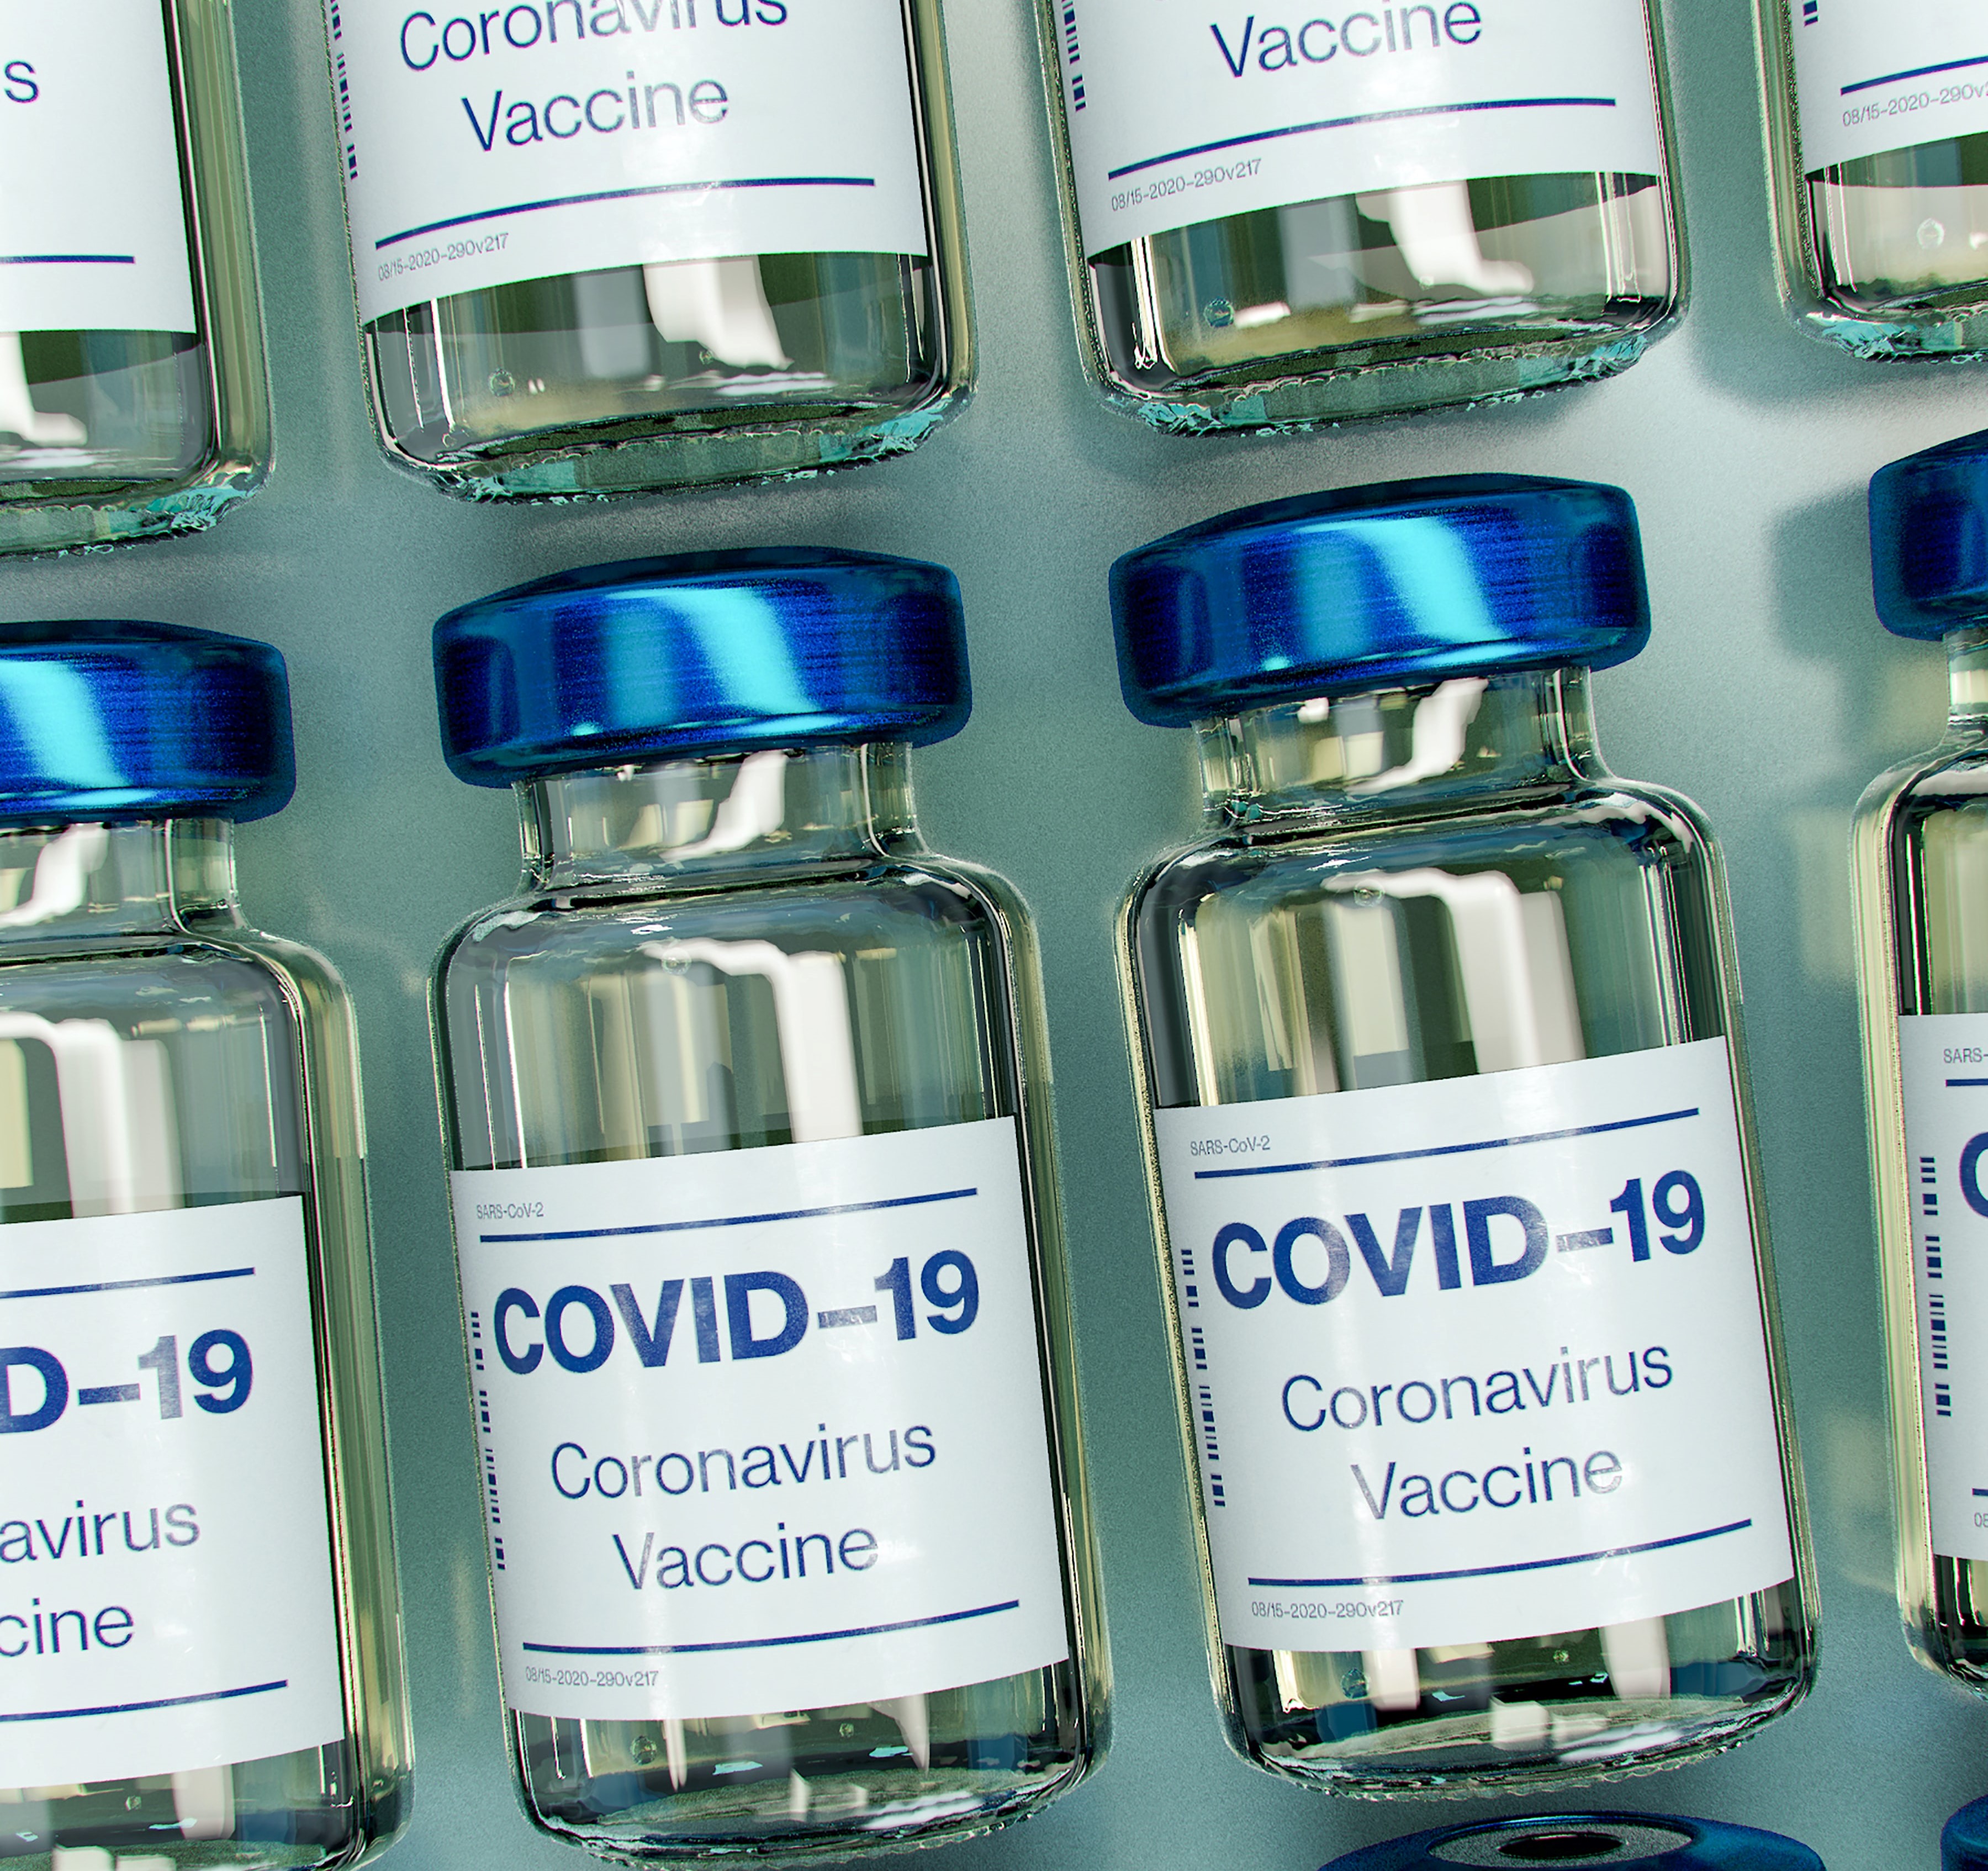 s
Coronavirus
Vaccine
08/15-2020-290v217
Vaccine
08/15-2020-290v217
08/15-2020-290v2
D-19
avirus
cine
SARS-CoV-2
COVID-19
Coronavirus
Vaccine
08/15-2020-290v217
SARS-CoV-2
COVID-19
Coronavirus
Vaccine
08/15-2020-290v217
SARS-
C